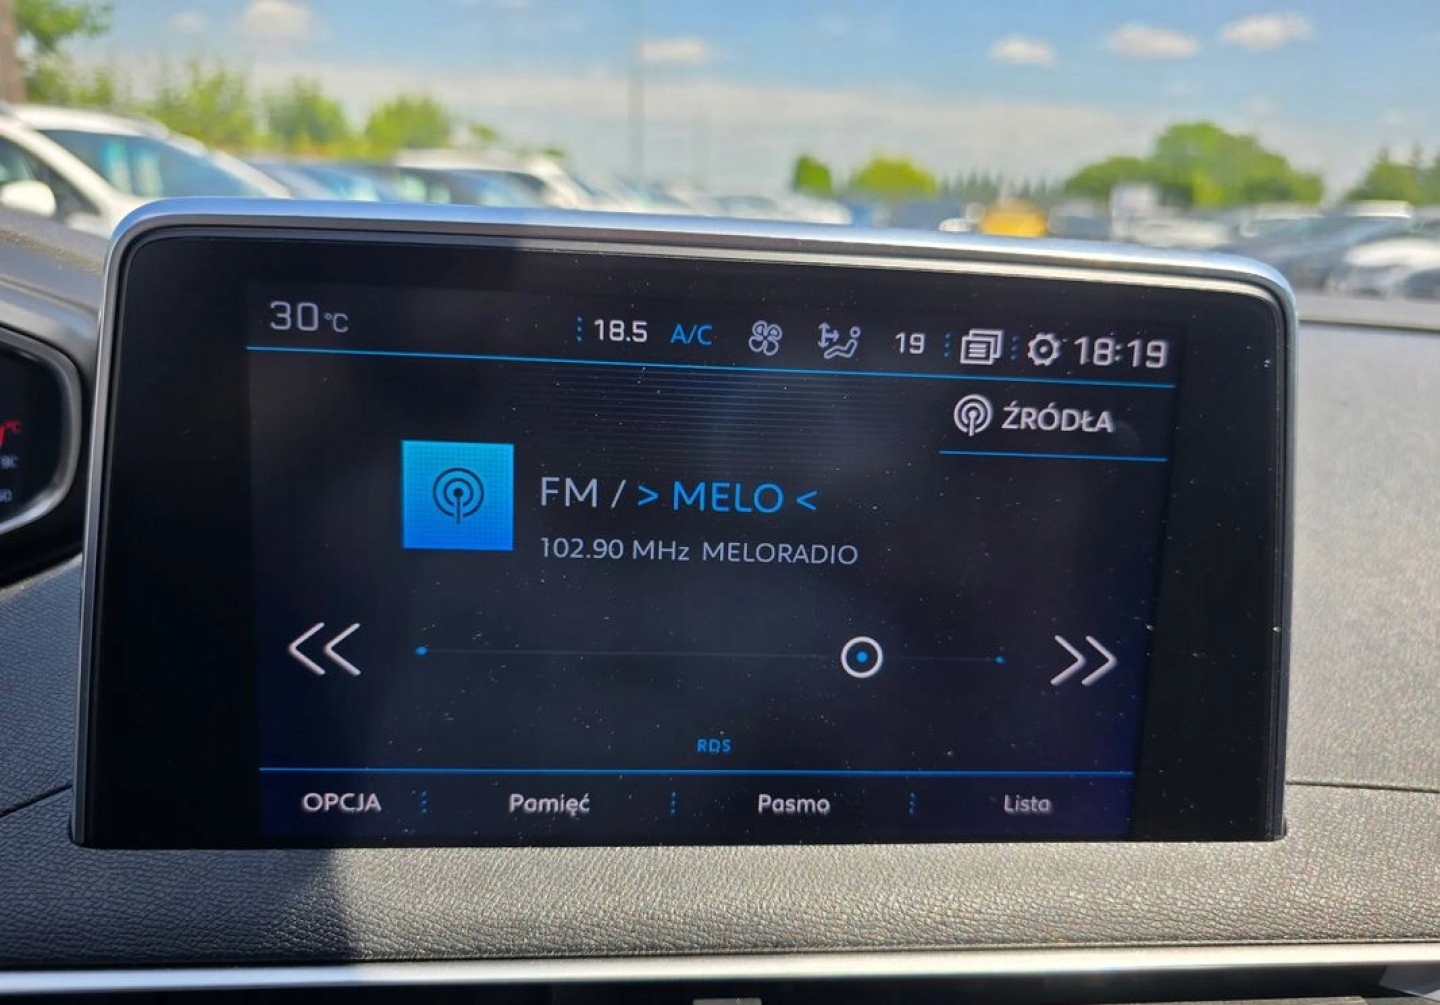 30°C 18.5 A/C 19 18:19
ŹRÓDŁA
FM / > MELO <
102.90 MHz MELORADIO
RDS
OPCJA Pamięć Pasmo Lista
°C